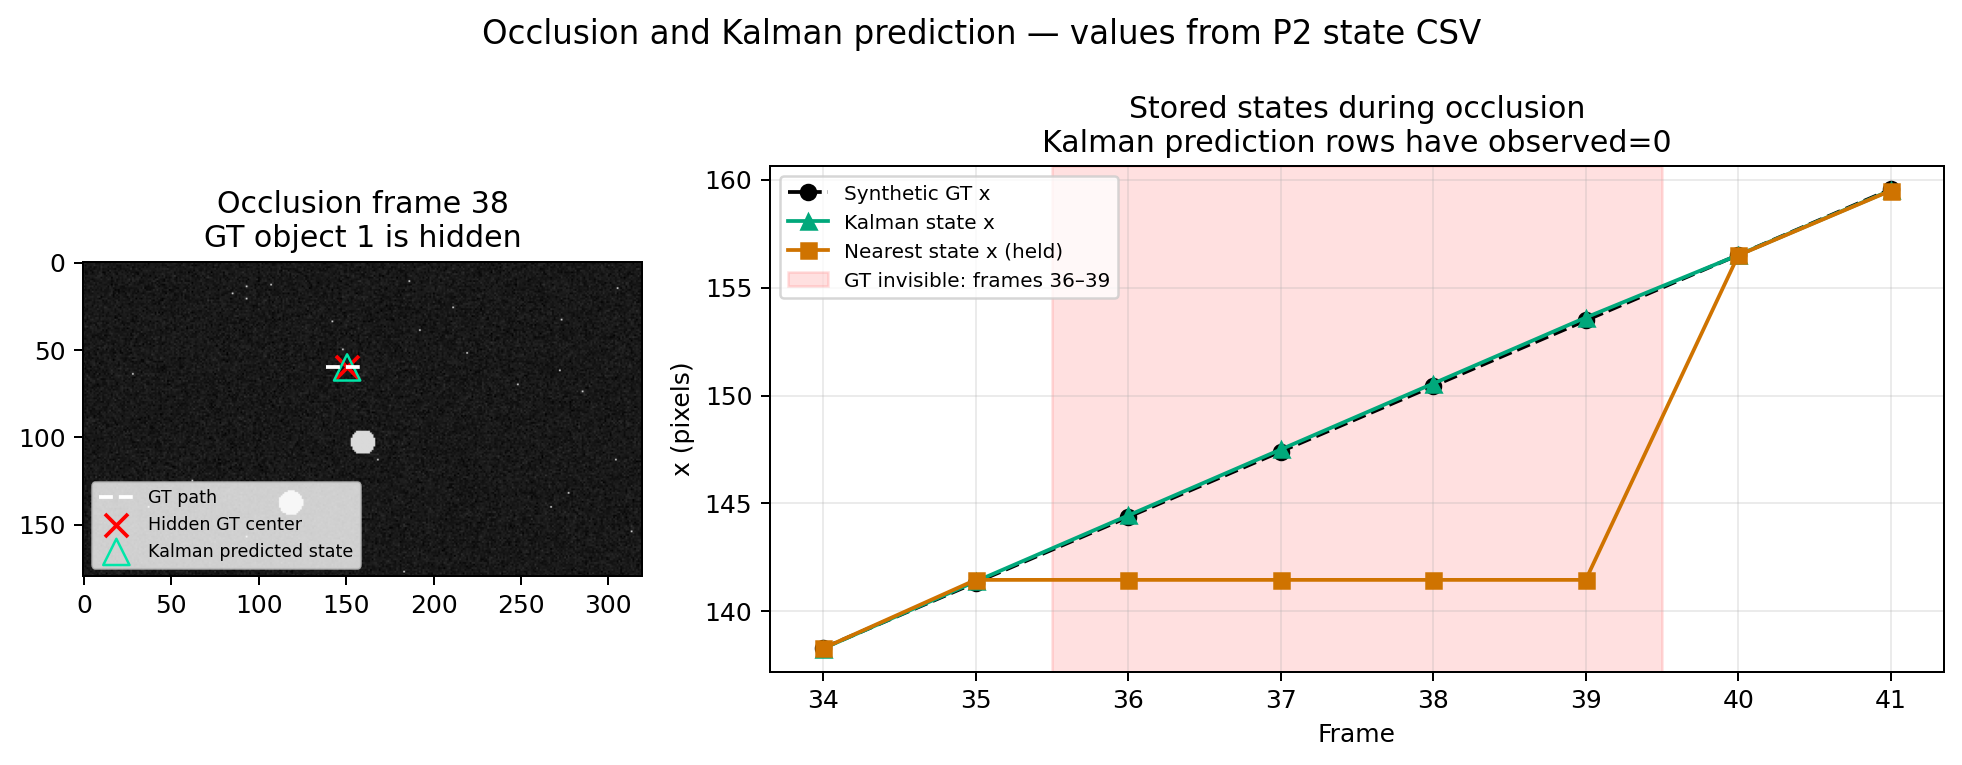 Occlusion and Kalman prediction — values from P2 state CSV
Occlusion frame 38
GT object 1 is hidden
0
50
100
150
GT path
Hidden GT center
Kalman predicted state
0 50 100 150 200 250 300
Stored states during occlusion
Kalman prediction rows have observed=0
x (pixels)
160
155
150
145
140
Synthetic GT x
Kalman state x
Nearest state x (held)
GT invisible: frames 36–39
34 35 36 37 38 39 40 41
Frame